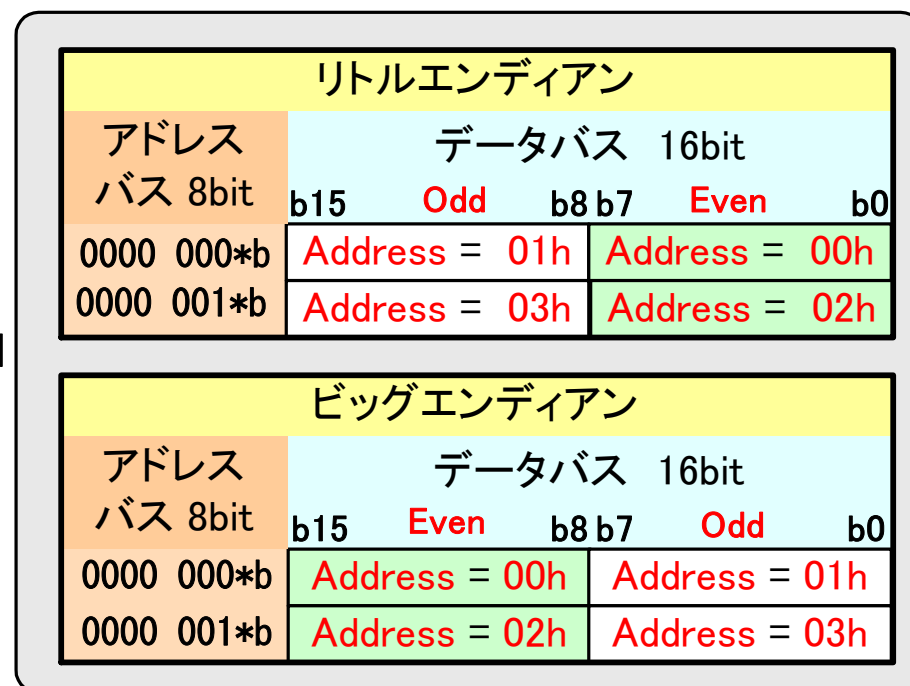 リトルエンディアン
アドレス
バス 8bit
データバス 16bit
b15 Odd b8 b7 Even b0
0000 000*b Address = 01h Address = 00h
0000 001*b Address = 03h Address = 02h
ビッグエンディアン
アドレス
バス 8bit
データバス 16bit
b15 Even b8 b7 Odd b0
0000 000*b Address = 00h Address = 01h
0000 001*b Address = 02h Address = 03h